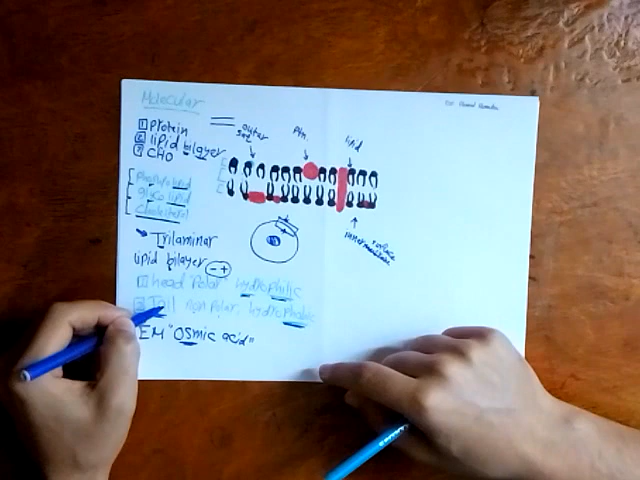 Molecular
1 Protein
2 lipid bilayer
3 CHO
outer
Ptn.
lipid
Phospholipid
glycolipid
Cholesterol
Trilaminar
lipid bilayer
- +
1 head "Polar" hydrophilic
2 Tail non polar, hydrophobic
EM "Osmic acid"
surface